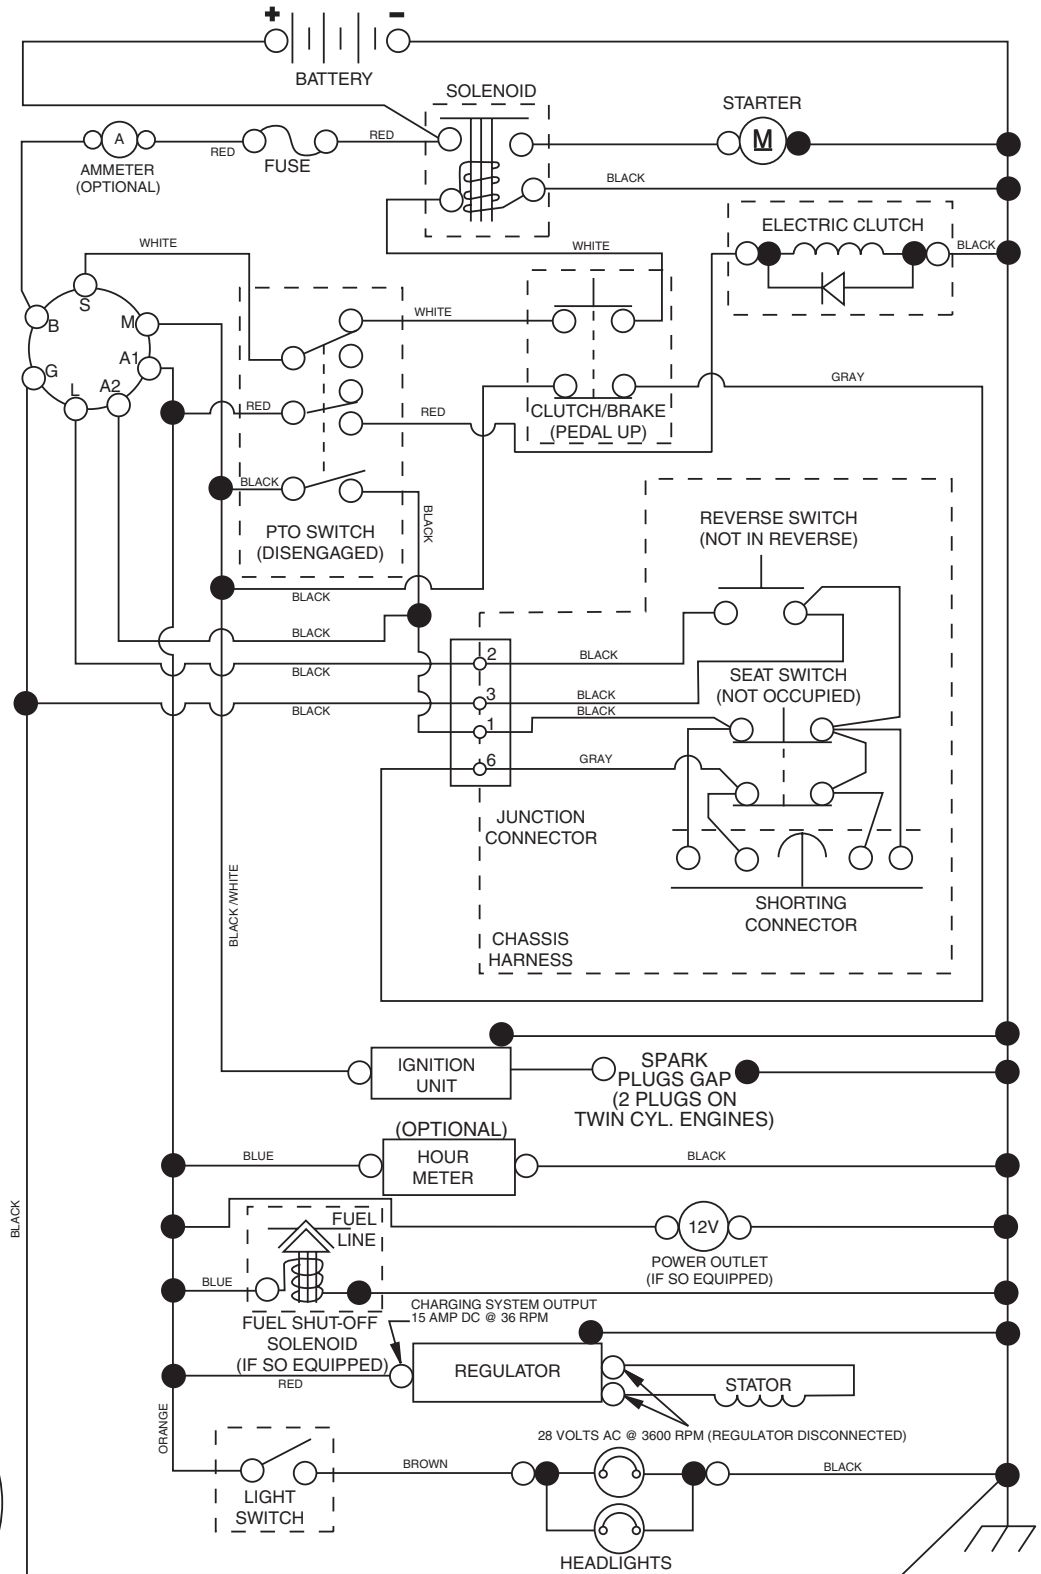 + -
BATTERY
SOLENOID
STARTER
A
RED
FUSE
RED
M
AMMETER
(OPTIONAL)
BLACK
ELECTRIC CLUTCH
WHITE
WHITE
BLACK
S
B
M
WHITE
A1
G
A2
L
RED
RED
GRAY
CLUTCH/BRAKE
(PEDAL UP)
BLACK
BLACK
PTO SWITCH
(DISENGAGED)
REVERSE SWITCH
(NOT IN REVERSE)
BLACK
BLACK
BLACK
2
BLACK
SEAT SWITCH
(NOT OCCUPIED)
BLACK
3
BLACK
BLACK
1
6
GRAY
JUNCTION
CONNECTOR
BLACK /WHITE
SHORTING
CONNECTOR
CHASSIS
HARNESS
IGNITION
UNIT
SPARK
PLUGS GAP
(2 PLUGS ON
TWIN CYL. ENGINES)
(OPTIONAL)
BLUE
HOUR
METER
BLACK
BLACK
FUEL
LINE
12V
POWER OUTLET
(IF SO EQUIPPED)
BLUE
CHARGING SYSTEM OUTPUT
15 AMP DC @ 36 RPM
FUEL SHUT-OFF
SOLENOID
(IF SO EQUIPPED)
RED
REGULATOR
STATOR
28 VOLTS AC @ 3600 RPM (REGULATOR DISCONNECTED)
ORANGE
BROWN
BLACK
LIGHT
SWITCH
HEADLIGHTS